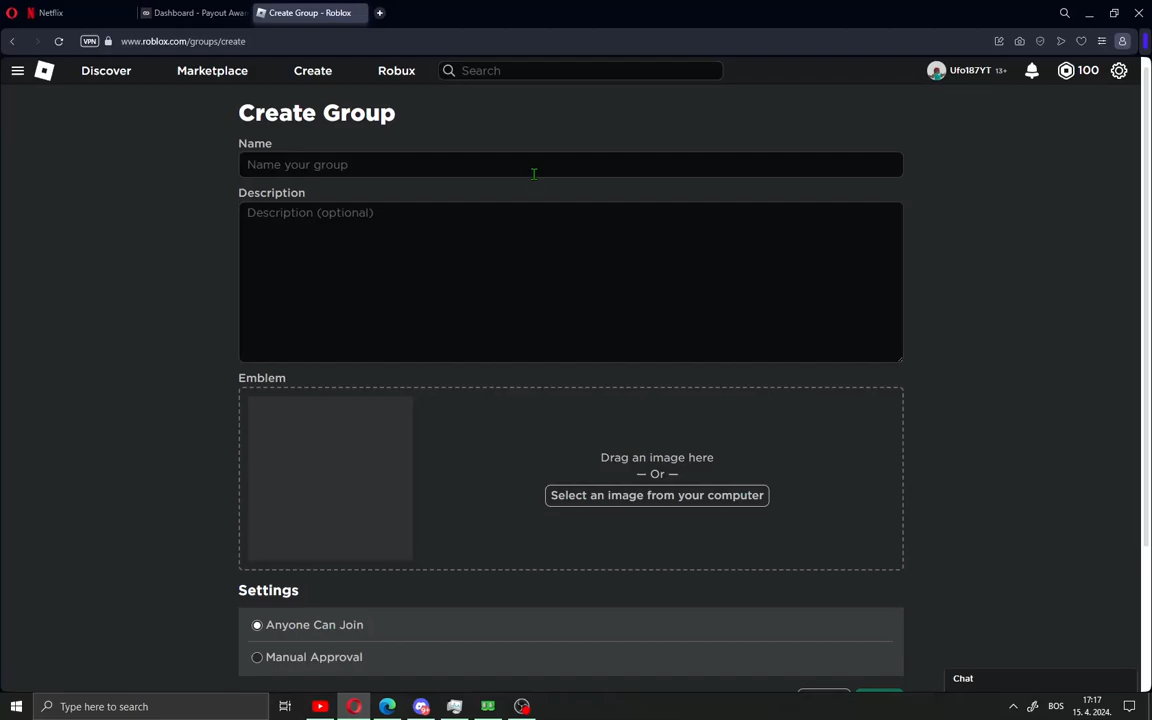 Netflix
Dashboard - Payout Awa
Create Group - Roblox
VPN
www.roblox.com/groups/create
Discover
Marketplace
Create
Robux
Search
Ufo187YT 13+
100
Create Group
Name
Name your group
Description
Description (optional)
Emblem
Drag an image here
— Or —
Select an image from your computer
Settings
Anyone Can Join
Manual Approval
Chat
Type here to search
BOS
17:17
15. 4. 2024.